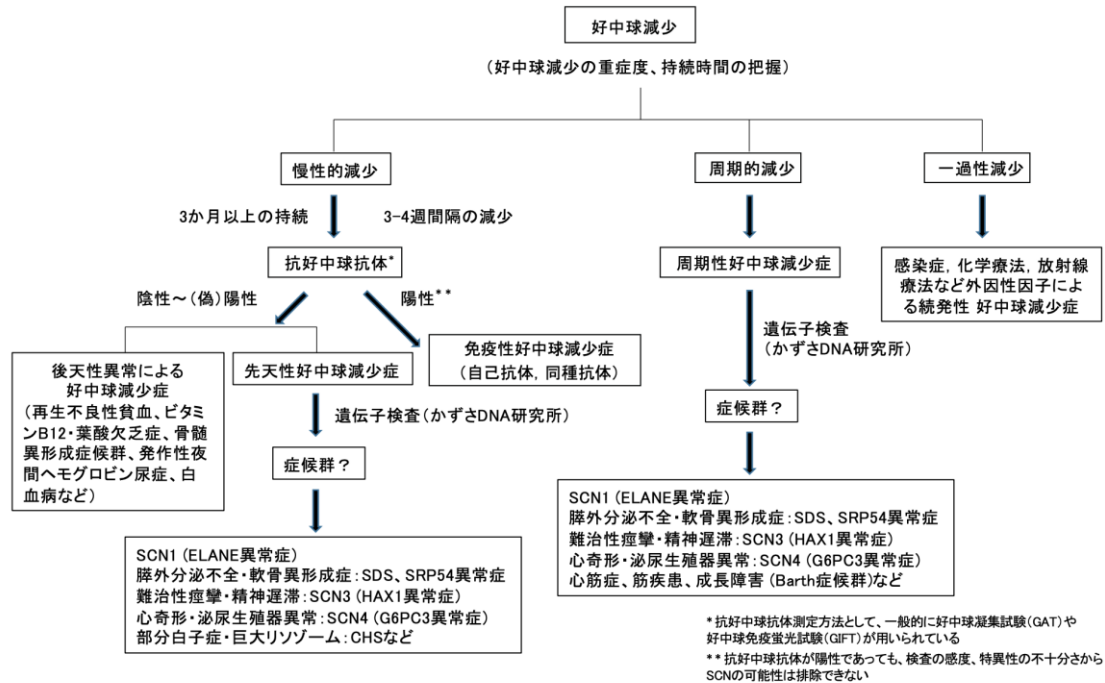 好中球減少
(好中球減少の重症度、持続時間の把握)
慢性的減少
周期的減少
一過性減少
3か月以上の持続
3-4週間隔の減少
抗好中球抗体*
周期性好中球減少症
感染症, 化学療法, 放射線
療法など外因性因子によ
る続発性 好中球減少症
陰性～(偽)陽性
陽性**
遺伝子検査
(かずさDNA研究所)
後天性異常による
好中球減少症
(再生不良性貧血、ビタミ
ンB12・葉酸欠乏症、骨髄
異形成症候群、発作性夜
間ヘモグロビン尿症、白
血病など)
先天性好中球減少症
免疫性好中球減少症
(自己抗体, 同種抗体)
遺伝子検査(かずさDNA研究所)
症候群？
症候群？
SCN1 (ELANE異常症)
膵外分泌不全・軟骨異形成症:SDS、SRP54異常症
難治性痙攣・精神遅滞:SCN3 (HAX1異常症)
心奇形・泌尿生殖器異常:SCN4 (G6PC3異常症)
部分白子症・巨大リソゾーム:CHSなど
SCN1 (ELANE異常症)
膵外分泌不全・軟骨異形成症:SDS、SRP54異常症
難治性痙攣・精神遅滞:SCN3 (HAX1異常症)
心奇形・泌尿生殖器異常:SCN4 (G6PC3異常症)
心筋症、筋疾患、成長障害 (Barth症候群)など
* 抗好中球抗体測定方法として、一般的に好中球凝集試験(GAT)や
好中球免疫蛍光試験(GIFT)が用いられている
** 抗好中球抗体が陽性であっても、検査の感度、特異性の不十分さから
SCNの可能性は排除できない